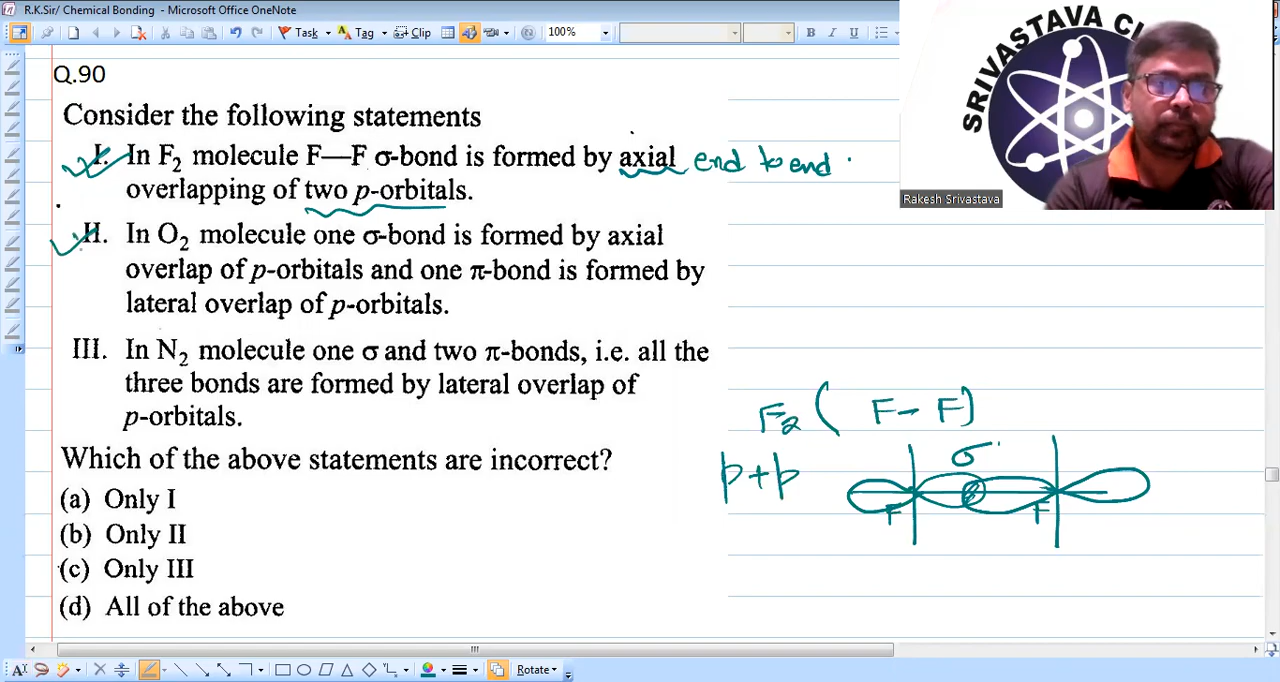 R.K.Sir/ Chemical Bonding - Microsoft Office OneNote
Task Tag Clip 100% B I U
SRIVASTAVA
Rakesh Srivastava
Q.90
Consider the following statements
I. In F₂ molecule F—F σ-bond is formed by axial end to end
overlapping of two p-orbitals.
II. In O₂ molecule one σ-bond is formed by axial
overlap of p-orbitals and one π-bond is formed by
lateral overlap of p-orbitals.
III. In N₂ molecule one σ and two π-bonds, i.e. all the
three bonds are formed by lateral overlap of
p-orbitals.
F₂ ( F - F)
p+p σ
F F
Which of the above statements are incorrect?
(a) Only I
(b) Only II
(c) Only III
(d) All of the above
Rotate